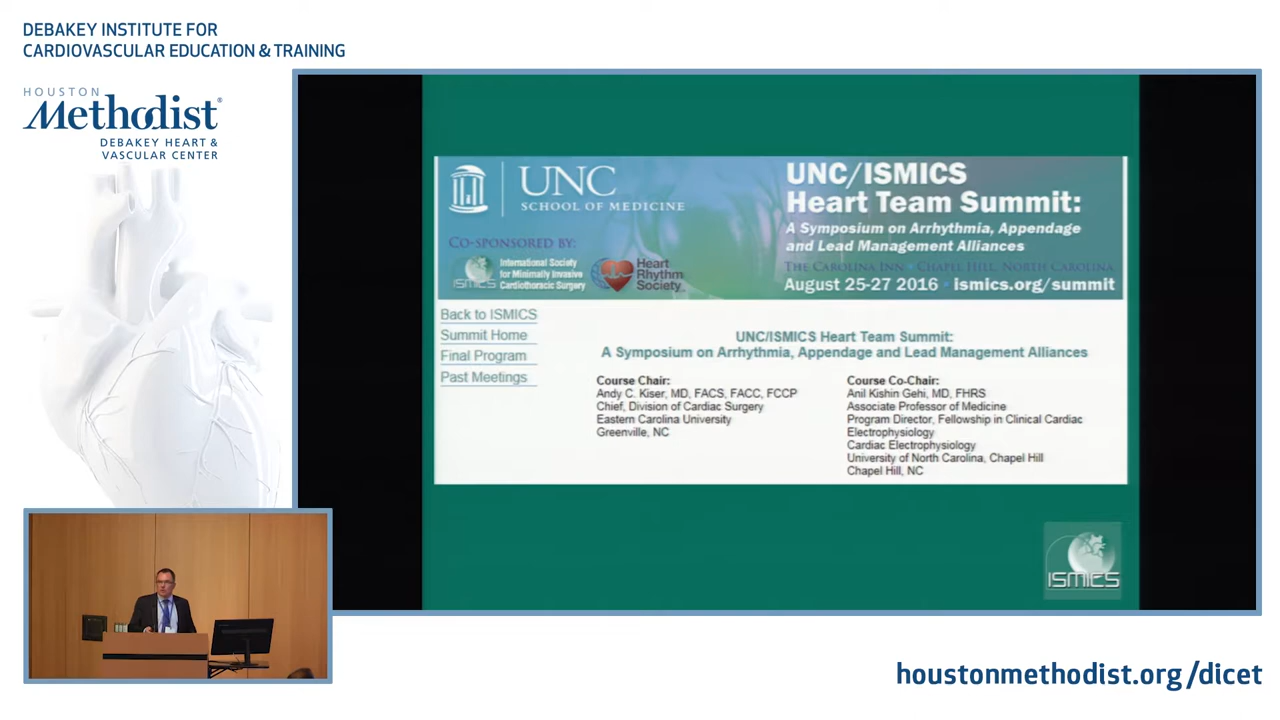 DEBAKEY INSTITUTE FOR
CARDIOVASCULAR EDUCATION & TRAINING
HOUSTON
Methodist®
DEBAKEY HEART &
VASCULAR CENTER
UNC
SCHOOL OF MEDICINE
CO-SPONSORED BY:
ISMICS
International Society
for Minimally Invasive
Cardiothoracic Surgery
Heart
Rhythm
Society
UNC/ISMICS
Heart Team Summit:
A Symposium on Arrhythmia, Appendage
and Lead Management Alliances
THE CAROLINA INN • CHAPEL HILL, NORTH CAROLINA
August 25-27 2016 • ismics.org/summit
Back to ISMICS
Summit Home
Final Program
Past Meetings
UNC/ISMICS Heart Team Summit:
A Symposium on Arrhythmia, Appendage and Lead Management Alliances
Course Chair:
Andy C. Kiser, MD, FACS, FACC, FCCP
Chief, Division of Cardiac Surgery
Eastern Carolina University
Greenville, NC
Course Co-Chair:
Anil Kishin Gehi, MD, FHRS
Associate Professor of Medicine
Program Director, Fellowship in Clinical Cardiac
Electrophysiology
Cardiac Electrophysiology
University of North Carolina, Chapel Hill
Chapel Hill, NC
ISMICS
houstonmethodist.org/dicet